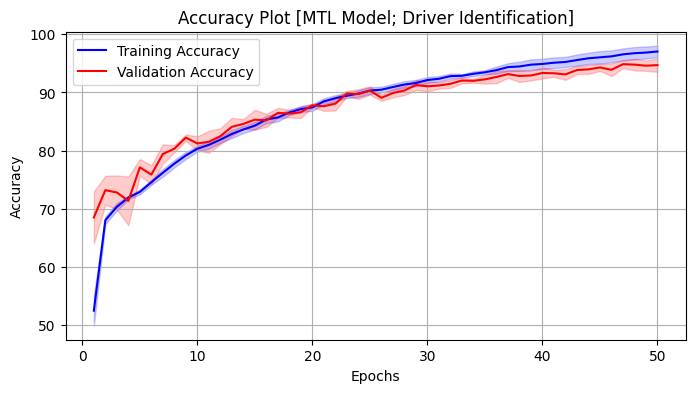 Accuracy Plot [MTL Model; Driver Identification]
Training Accuracy
Validation Accuracy
Accuracy
100
90
80
70
60
50
0 10 20 30 40 50
Epochs